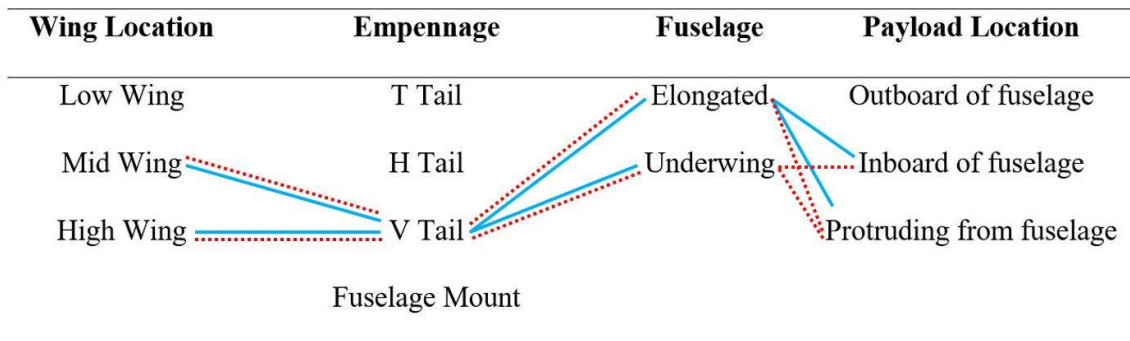 Wing Location Empennage Fuselage Payload Location
Low Wing T Tail Elongated Outboard of fuselage
Mid Wing H Tail Underwing Inboard of fuselage
High Wing V Tail Protruding from fuselage
Fuselage Mount